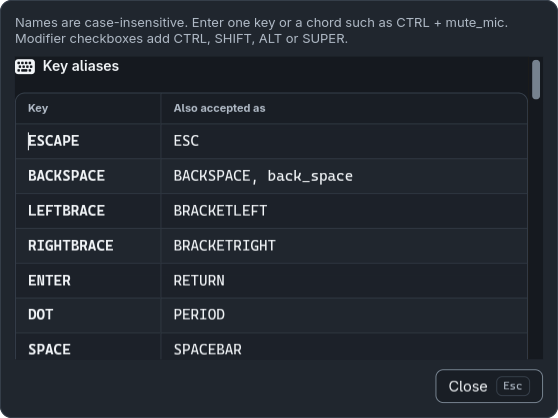 Names are case-insensitive. Enter one key or a chord such as CTRL + mute_mic.
Modifier checkboxes add CTRL, SHIFT, ALT or SUPER.
Key aliases
Key Also accepted as
ESCAPE ESC
BACKSPACE BACKSPACE, back_space
LEFTBRACE BRACKETLEFT
RIGHTBRACE BRACKETRIGHT
ENTER RETURN
DOT PERIOD
SPACE SPACEBAR
Close Esc